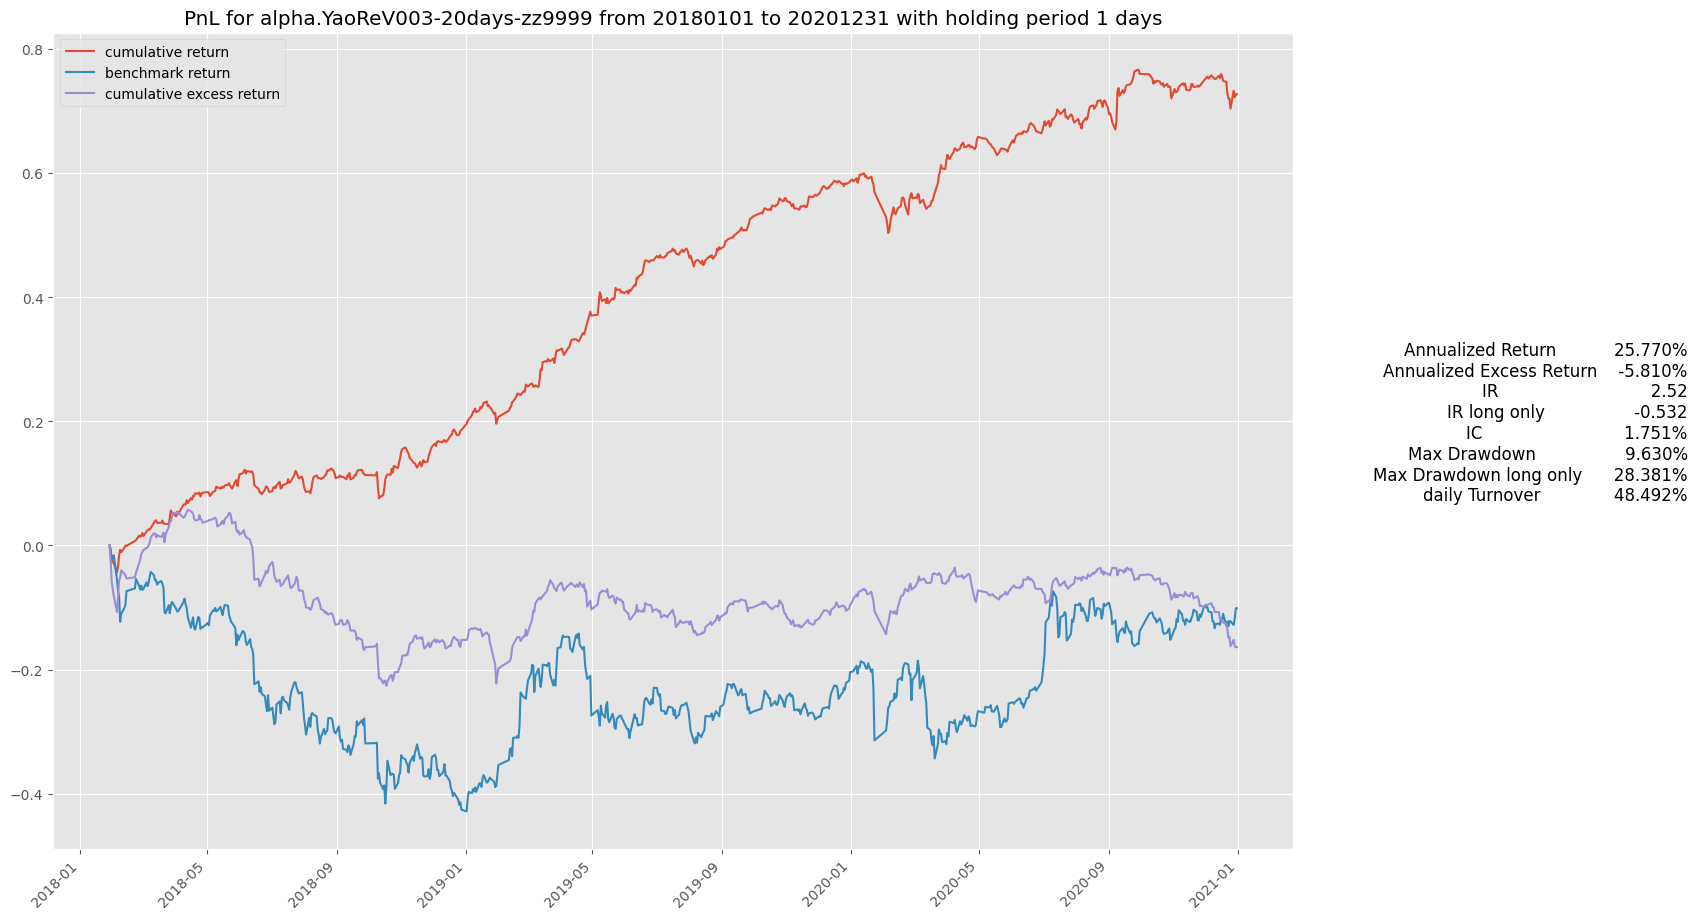 PnL for alpha.YaoReV003-20days-zz9999 from 20180101 to 20201231 with holding period 1 days
cumulative return
benchmark return
cumulative excess return
0.8
0.6
0.4
0.2
0.0
−0.2
−0.4
2018-01
2018-05
2018-09
2019-01
2019-05
2019-09
2020-01
2020-05
2020-09
2021-01
Annualized Return 25.770%
Annualized Excess Return -5.810%
IR 2.52
IR long only -0.532
IC 1.751%
Max Drawdown 9.630%
Max Drawdown long only 28.381%
daily Turnover 48.492%